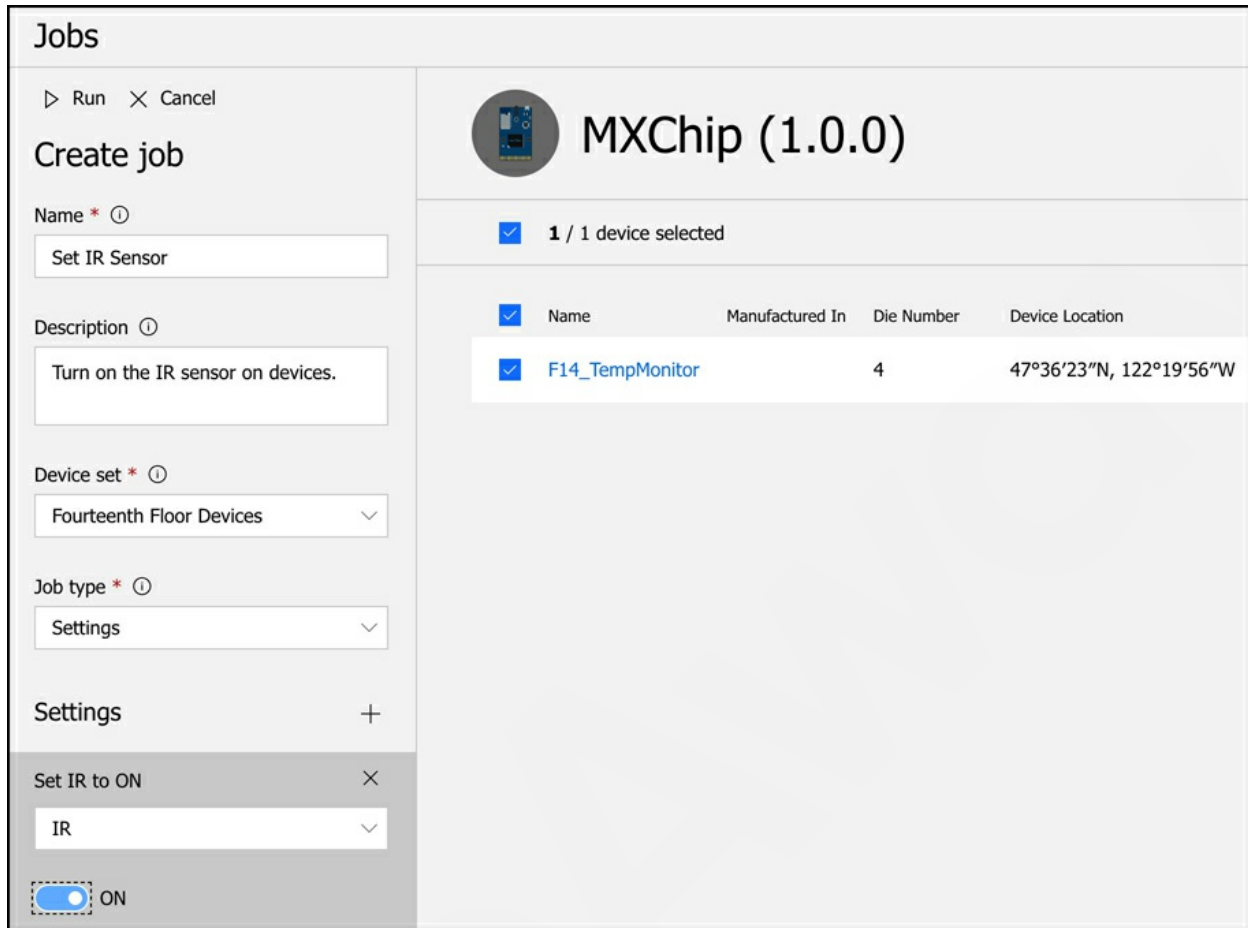 Jobs
Run Cancel
Create job
Name * 
Set IR Sensor
Description
Turn on the IR sensor on devices.
Device set *
Fourteenth Floor Devices
Job type *
Settings
Settings +
Set IR to ON
IR
ON
MXChip (1.0.0)
1 / 1 device selected
Name Manufactured In Die Number Device Location
F14_TempMonitor 4 47°36′23″N, 122°19′56″W